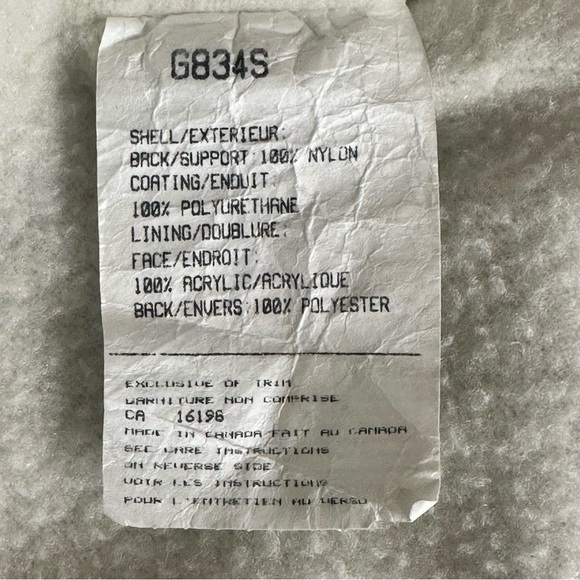 G834S
SHELL/EXTERIEUR:
BACK/SUPPORT:100% NYLON
COATING/ENDUIT:
100% POLYURETHANE
LINING/DOUBLURE:
FACE/ENDROIT:
100% ACRYLIC/ACRYLIQUE
BACK/ENVERS:100% POLYESTER
EXCLUSIVE OF TRIM
GARNITURE NON COMPRISE
CA 16198
MADE IN CANADA FAIT AU CANADA
SEE CARE INSTRUCTIONS
ON REVERSE SIDE
VOIR LES INSTRUCTIONS
POUR L'ENTRETIEN AU VERSO